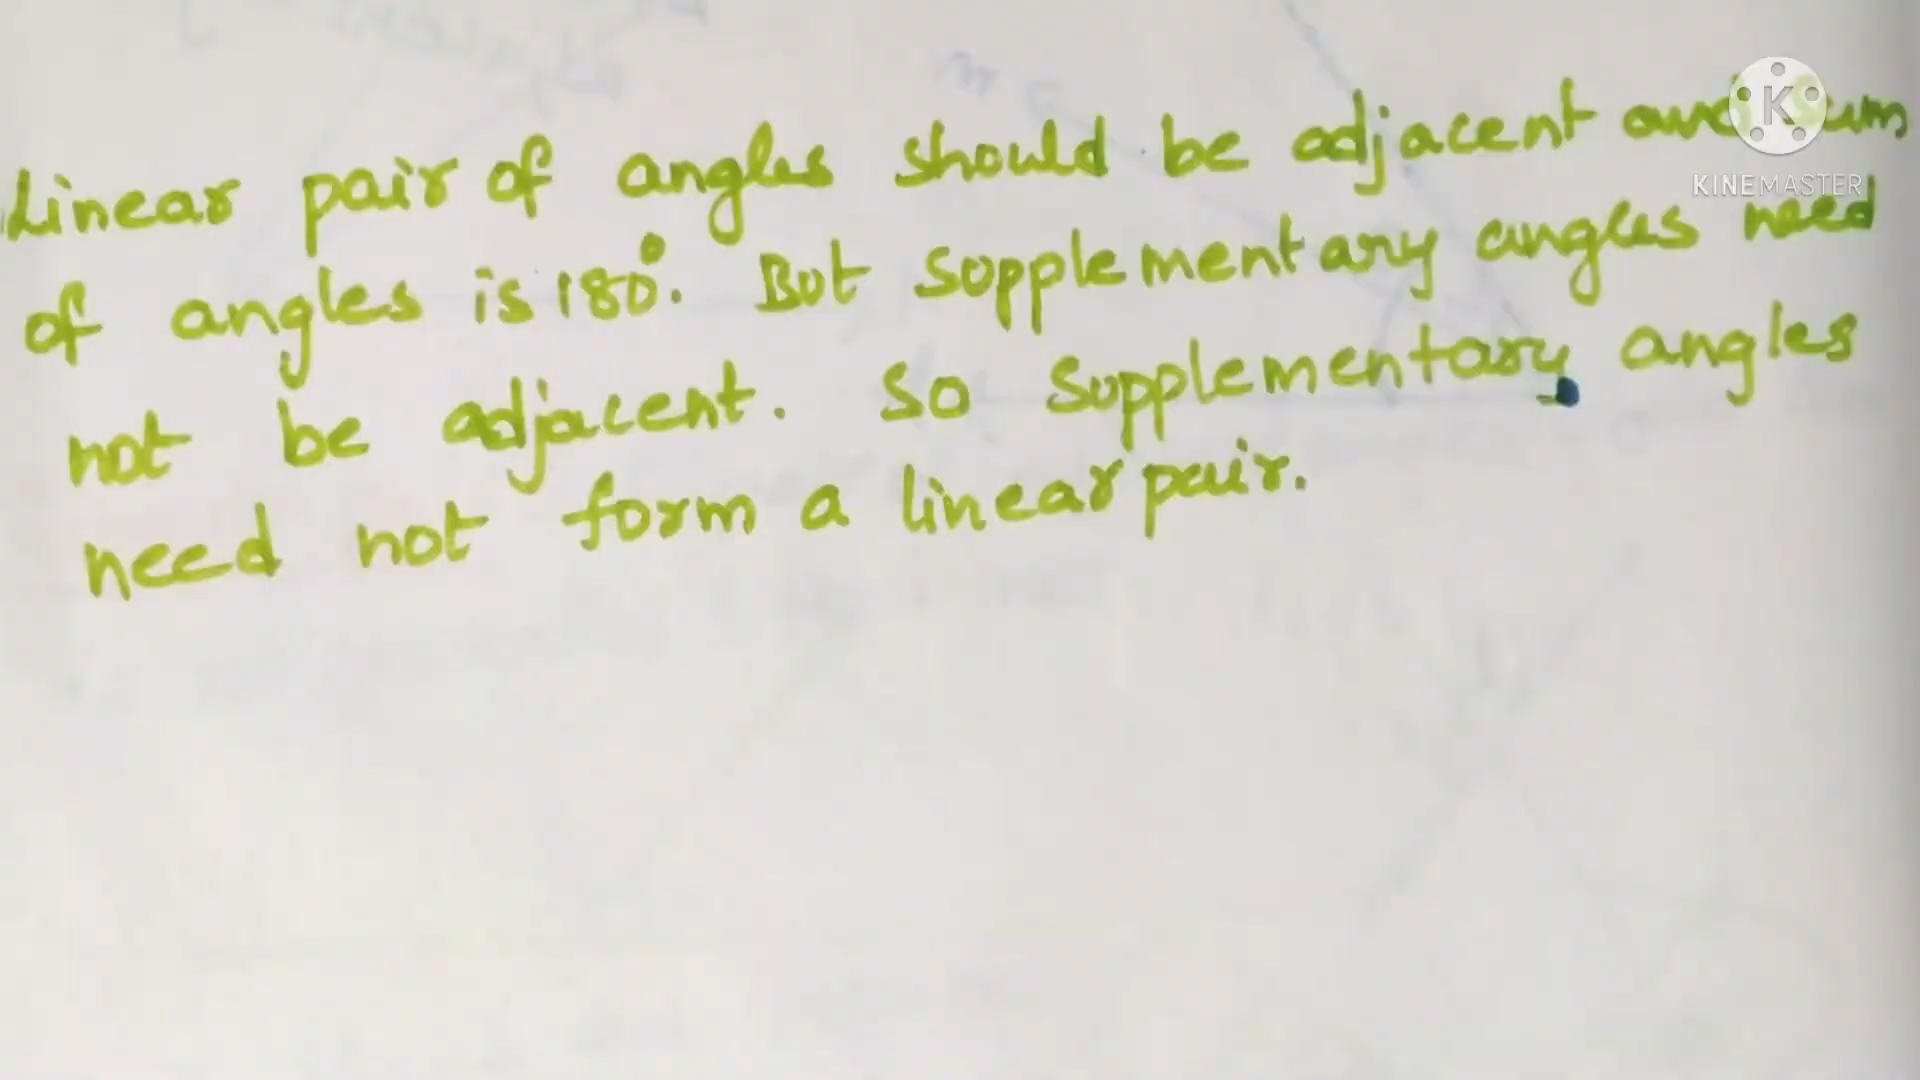 Linear pair of angles should be adjacent and sum
of angles is 180°. But supplementary angles need
not be adjacent. So supplementary angles
need not form a linear pair.
KINEMASTER